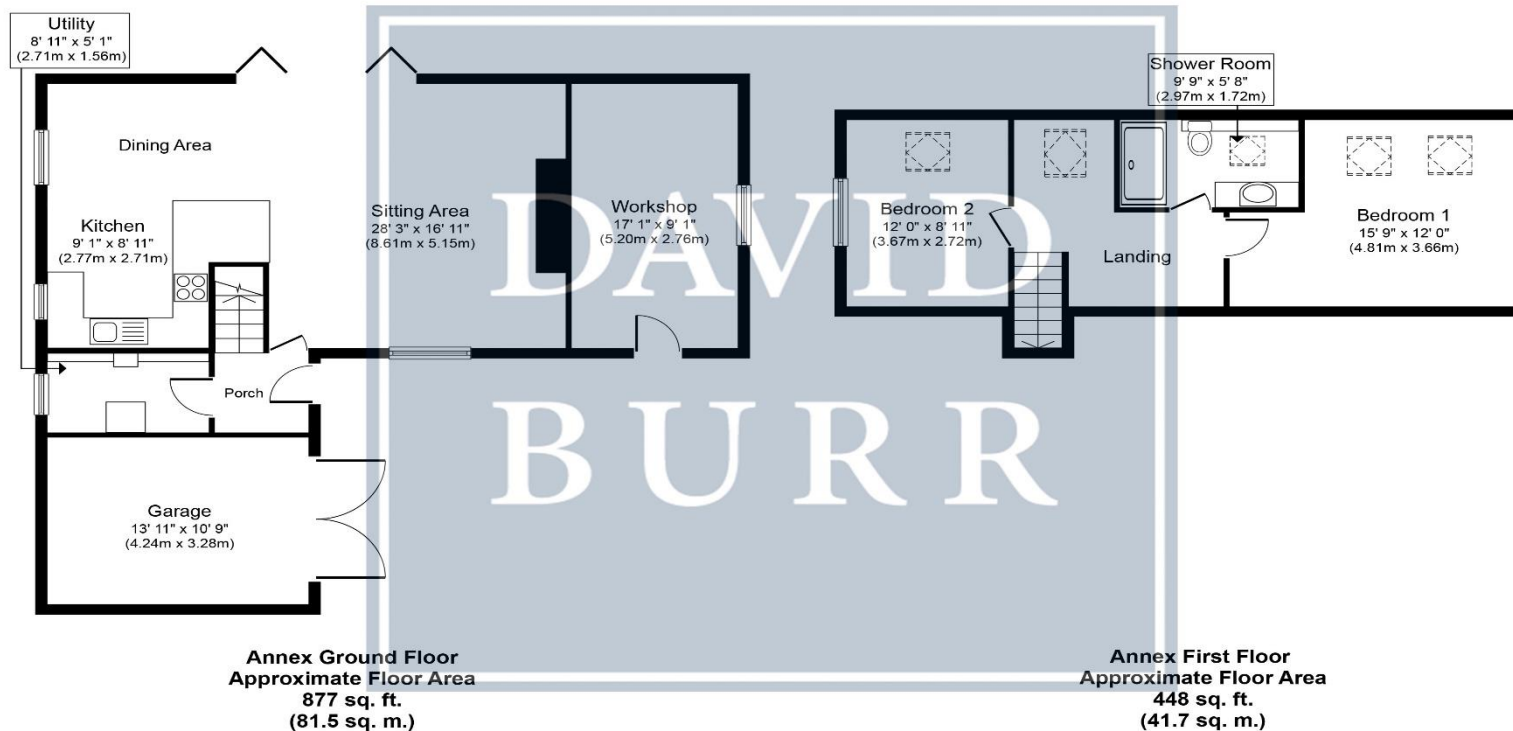 Utility
8' 11" x 5' 1"
(2.71m x 1.56m)
Dining Area
Kitchen
9' 1" x 8' 11"
(2.77m x 2.71m)
Sitting Area
28' 3" x 16' 11"
(8.61m x 5.15m)
Workshop
17' 1" x 9' 1"
(5.20m x 2.76m)
Porch
Garage
13' 11" x 10' 9"
(4.24m x 3.28m)
Annex Ground Floor
Approximate Floor Area
877 sq. ft.
(81.5 sq. m.)
Shower Room
9' 9" x 5' 8"
(2.97m x 1.72m)
Bedroom 2
12' 0" x 8' 11"
(3.67m x 2.72m)
Landing
Bedroom 1
15' 9" x 12' 0"
(4.81m x 3.66m)
Annex First Floor
Approximate Floor Area
448 sq. ft.
(41.7 sq. m.)
DAVID
BURR